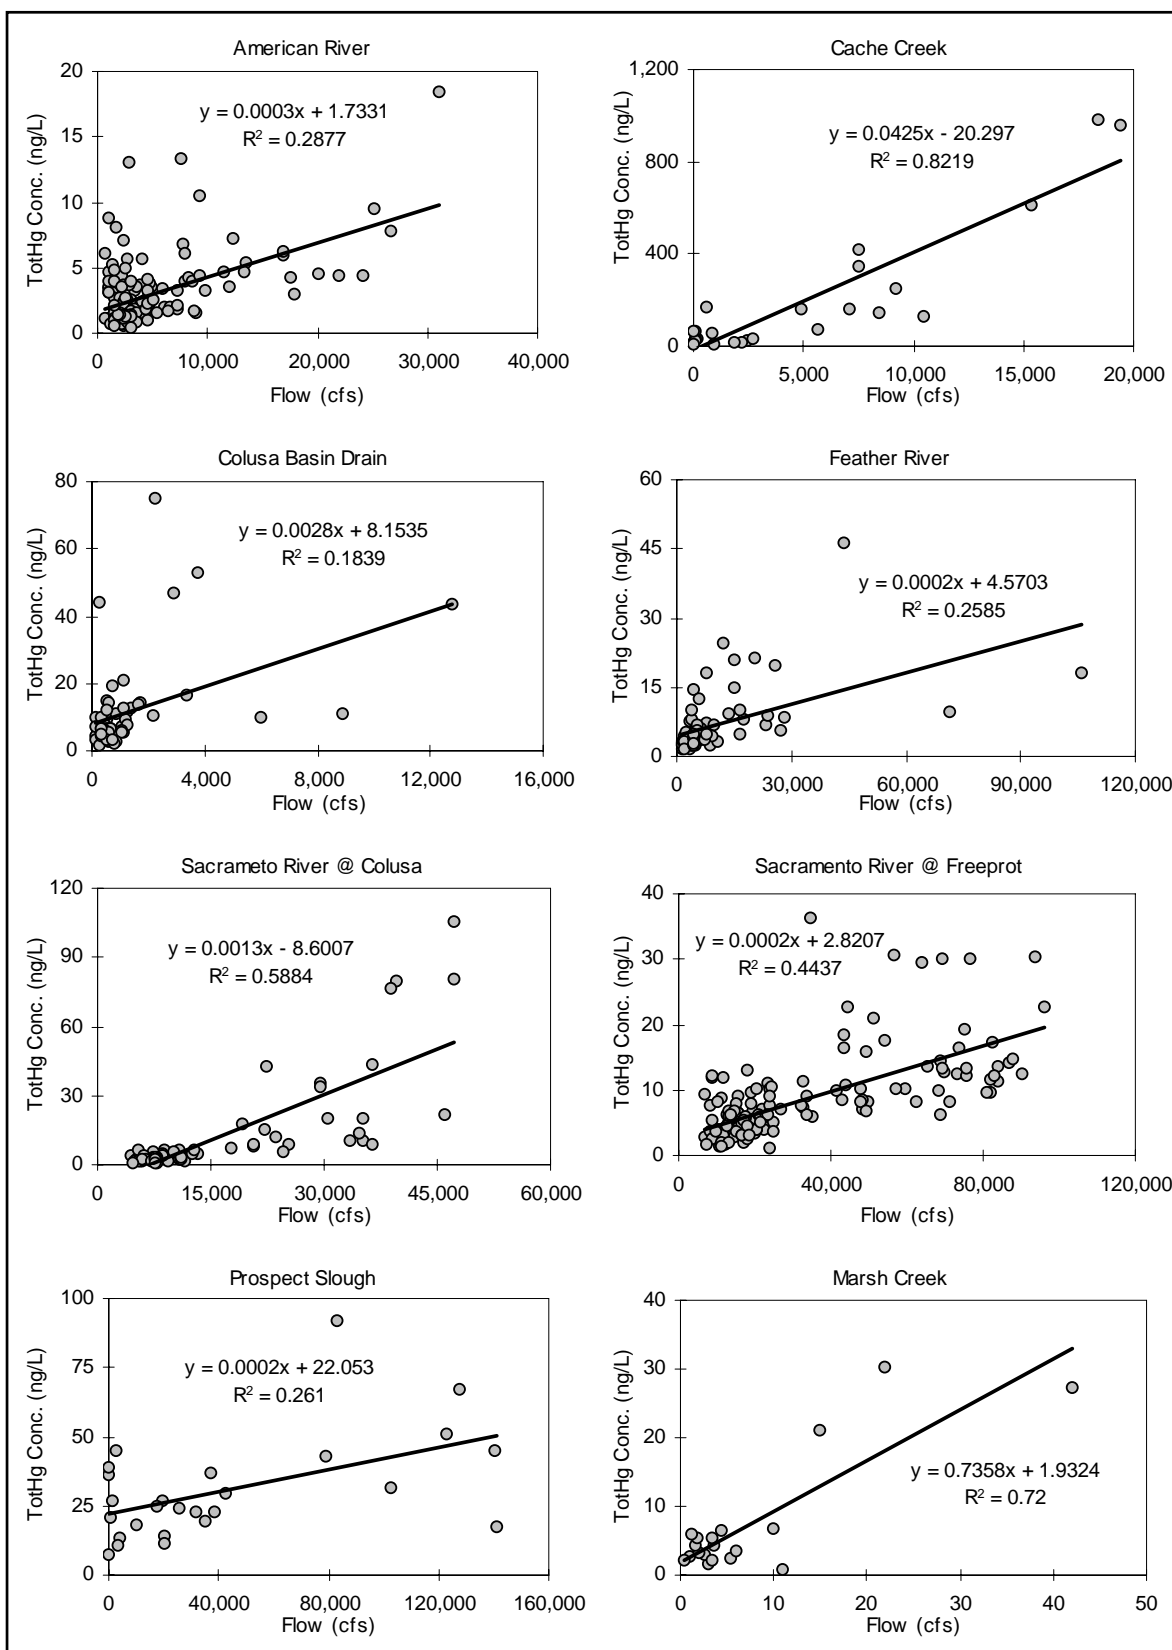 American River
TotHg Conc. (ng/L)
20
15
10
5
0
y = 0.0003x + 1.7331
R² = 0.2877
0 10,000 20,000 30,000 40,000
Flow (cfs)
Cache Creek
TotHg Conc. (ng/L)
1,200
800
400
0
y = 0.0425x - 20.297
R² = 0.8219
0 5,000 10,000 15,000 20,000
Flow (cfs)
Colusa Basin Drain
TotHg Conc. (ng/L)
80
60
40
20
0
y = 0.0028x + 8.1535
R² = 0.1839
0 4,000 8,000 12,000 16,000
Flow (cfs)
Feather River
TotHg Conc. (ng/L)
60
45
30
15
0
y = 0.0002x + 4.5703
R² = 0.2585
0 30,000 60,000 90,000 120,000
Flow (cfs)
Sacrameto River @ Colusa
TotHg Conc. (ng/L)
120
90
60
30
0
y = 0.0013x - 8.6007
R² = 0.5884
0 15,000 30,000 45,000 60,000
Flow (cfs)
Sacramento River @ Freeprot
TotHg Conc. (ng/L)
40
30
20
10
0
y = 0.0002x + 2.8207
R² = 0.4437
0 40,000 80,000 120,000
Flow (cfs)
Prospect Slough
TotHg Conc. (ng/L)
100
75
50
25
0
y = 0.0002x + 22.053
R² = 0.261
0 40,000 80,000 120,000 160,000
Flow (cfs)
Marsh Creek
TotHg Conc. (ng/L)
40
30
20
10
0
y = 0.7358x + 1.9324
R² = 0.72
0 10 20 30 40 50
Flow (cfs)